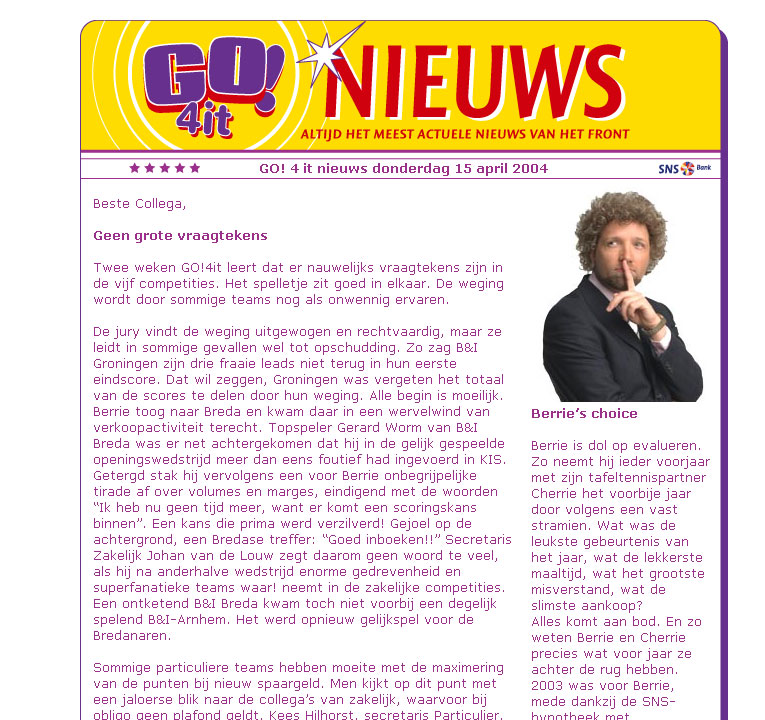 GO! 4it
NIEUWS
ALTIJD HET MEEST ACTUELE NIEUWS VAN HET FRONT
GO! 4 it nieuws donderdag 15 april 2004
SNS Bank
Beste Collega,
Geen grote vraagtekens
Twee weken GO!4it leert dat er nauwelijks vraagtekens zijn in
de vijf competities. Het spelletje zit goed in elkaar. De weging
wordt door sommige teams nog als onwennig ervaren.
De jury vindt de weging uitgewogen en rechtvaardig, maar ze
leidt in sommige gevallen wel tot opschudding. Zo zag B&I
Groningen zijn drie fraaie leads niet terug in hun eerste
eindscore. Dat wil zeggen, Groningen was vergeten het totaal
van de scores te delen door hun weging. Alle begin is moeilijk.
Berrie toog naar Breda en kwam daar in een wervelwind van
verkoopactiviteit terecht. Topspeler Gerard Worm van B&I
Breda was er net achtergekomen dat hij in de gelijk gespeelde
openingswedstrijd meer dan eens foutief had ingevoerd in KIS.
Getergd stak hij vervolgens een voor Berrie onbegrijpelijke
tirade af over volumes en marges, eindigend met de woorden
“Ik heb nu geen tijd meer, want er komt een scoringskans
binnen”. Een kans die prima werd verzilverd! Gejoel op de
achtergrond, een Bredase treffer: “Goed inboeken!!” Secretaris
Zakelijk Johan van de Louw zegt daarom geen woord te veel,
als hij na anderhalve wedstrijd enorme gedrevenheid en
superfanatieke teams waar! neemt in de zakelijke competities.
Een ontketend B&I Breda kwam toch niet voorbij een degelijk
spelend B&I-Arnhem. Het werd opnieuw gelijkspel voor de
Bredanaren.
Sommige particuliere teams hebben moeite met de maximering
van de punten bij nieuw spaargeld. Men kijkt op dit punt met
een jaloerse blik naar de collega’s van zakelijk, waarvoor bij
obligo geen plafond geldt. Kees Hilhorst, secretaris Particulier,
Berrie’s choice
Berrie is dol op evalueren.
Zo neemt hij ieder voorjaar
met zijn tafeltennispartner
Cherrie het voorbije jaar
door volgens een vast
stramien. Wat was de
leukste gebeurtenis van
het jaar, wat de lekkerste
maaltijd, wat het grootste
misverstand, wat de
slimste aankoop?
Alles komt aan bod. En zo
weten Berrie en Cherrie
precies wat voor jaar ze
achter de rug hebben.
2003 was voor Berrie,
mede dankzij de SNS-
hypotheek met